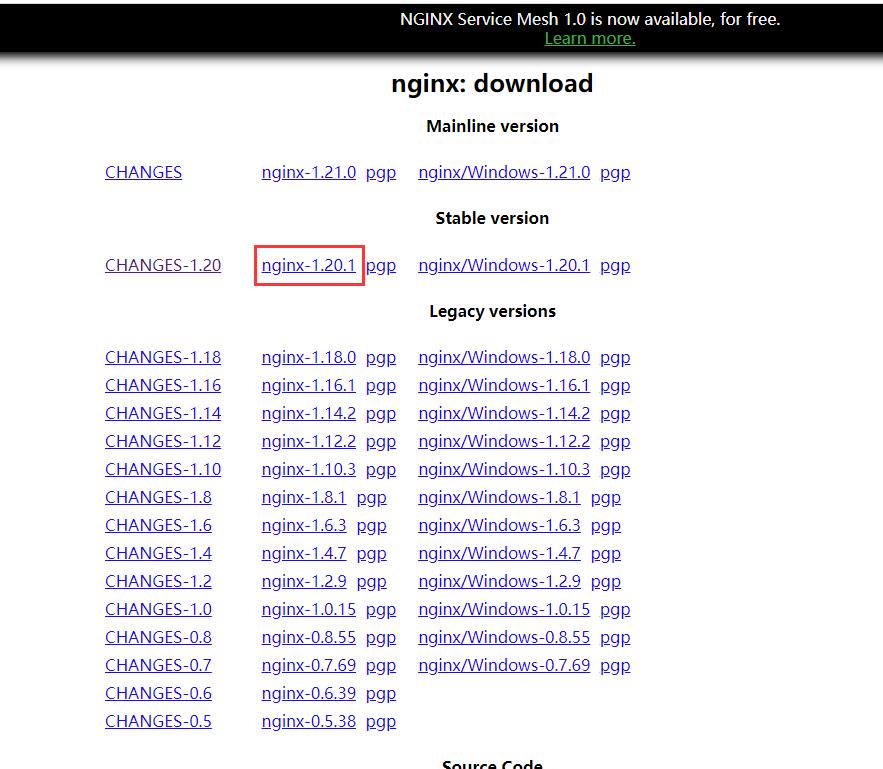 NGINX Service Mesh 1.0 is now available, for free.
Learn more.
nginx: download
Mainline version
CHANGES nginx-1.21.0 pgp nginx/Windows-1.21.0 pgp
Stable version
CHANGES-1.20 nginx-1.20.1 pgp nginx/Windows-1.20.1 pgp
Legacy versions
CHANGES-1.18 nginx-1.18.0 pgp nginx/Windows-1.18.0 pgp
CHANGES-1.16 nginx-1.16.1 pgp nginx/Windows-1.16.1 pgp
CHANGES-1.14 nginx-1.14.2 pgp nginx/Windows-1.14.2 pgp
CHANGES-1.12 nginx-1.12.2 pgp nginx/Windows-1.12.2 pgp
CHANGES-1.10 nginx-1.10.3 pgp nginx/Windows-1.10.3 pgp
CHANGES-1.8 nginx-1.8.1 pgp nginx/Windows-1.8.1 pgp
CHANGES-1.6 nginx-1.6.3 pgp nginx/Windows-1.6.3 pgp
CHANGES-1.4 nginx-1.4.7 pgp nginx/Windows-1.4.7 pgp
CHANGES-1.2 nginx-1.2.9 pgp nginx/Windows-1.2.9 pgp
CHANGES-1.0 nginx-1.0.15 pgp nginx/Windows-1.0.15 pgp
CHANGES-0.8 nginx-0.8.55 pgp nginx/Windows-0.8.55 pgp
CHANGES-0.7 nginx-0.7.69 pgp nginx/Windows-0.7.69 pgp
CHANGES-0.6 nginx-0.6.39 pgp
CHANGES-0.5 nginx-0.5.38 pgp
Source Code